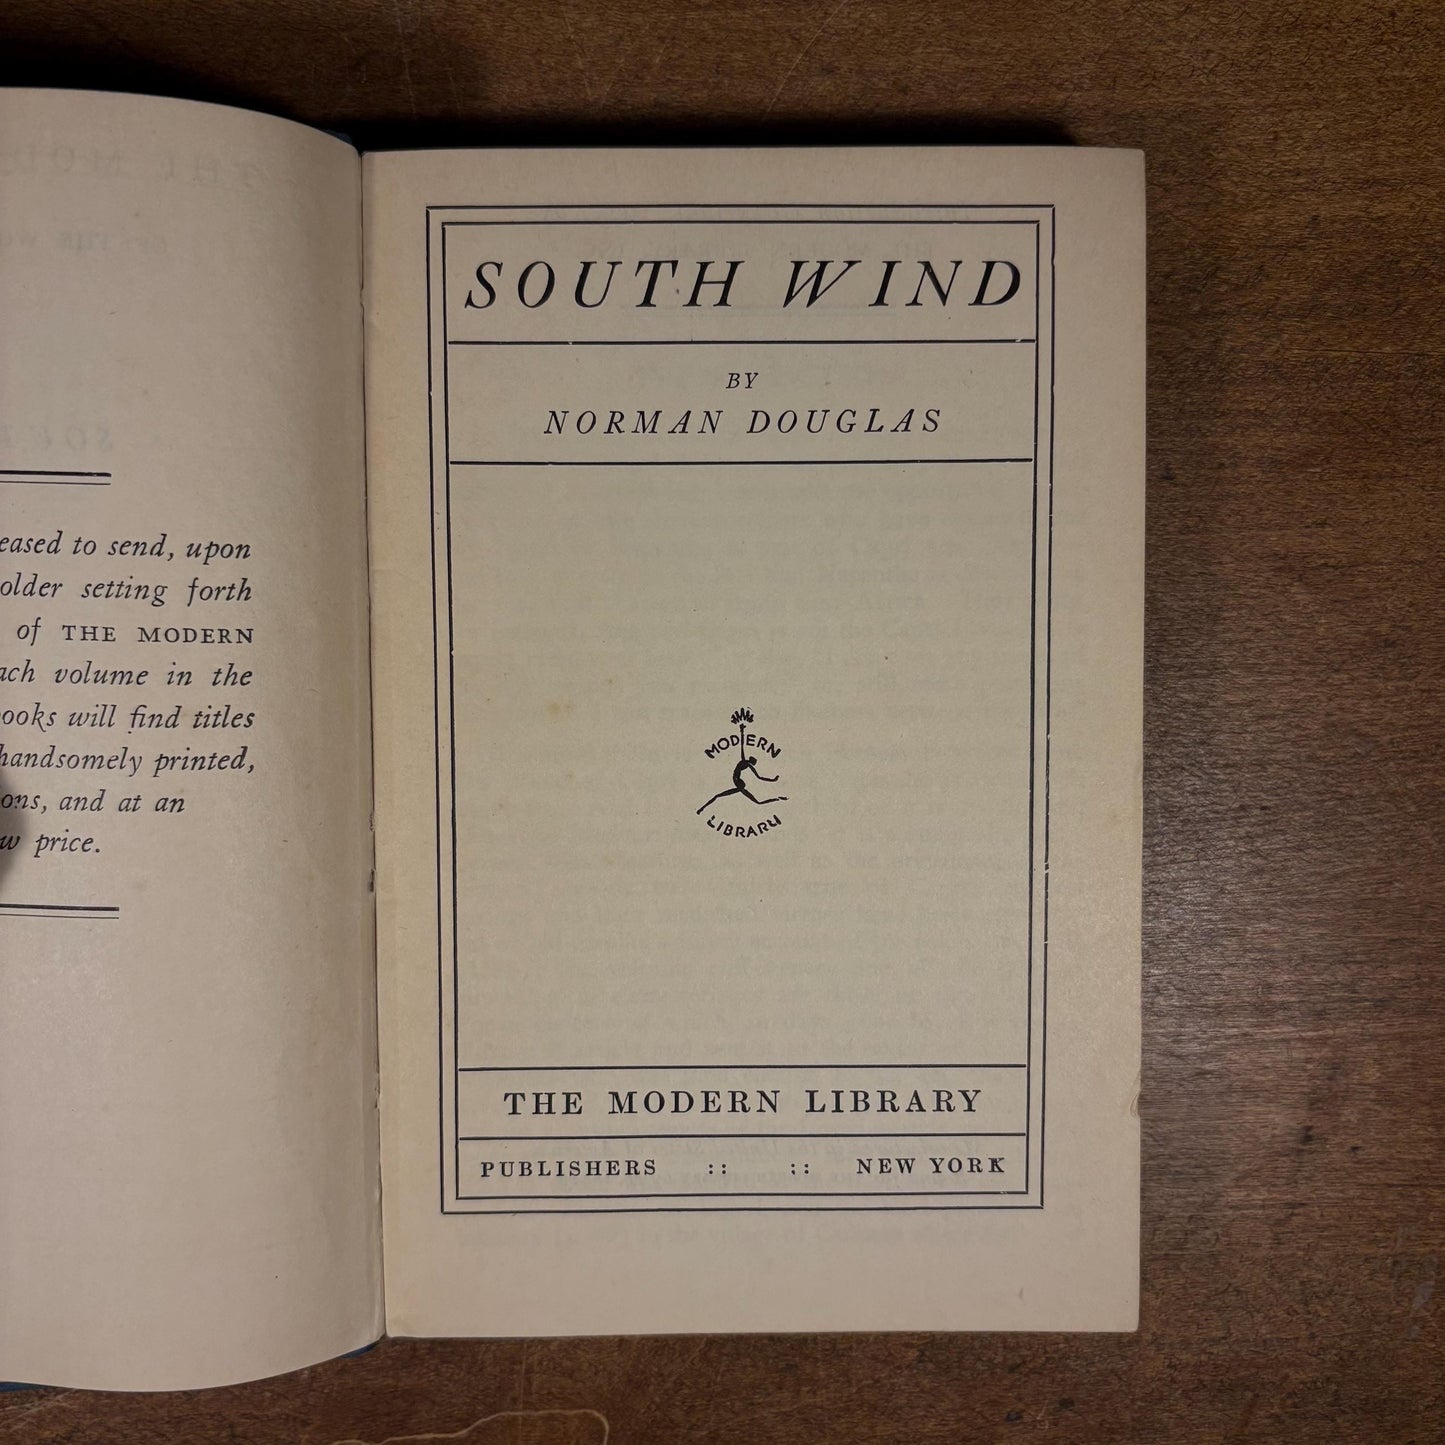 eased to send, upon
older setting forth
of THE MODERN
ach volume in the
ooks will find titles
handsomely printed,
ons, and at an
w price.
SOUTH WIND
BY
NORMAN DOUGLAS
MODERN
LIBRARY
THE MODERN LIBRARY
PUBLISHERS :: :: NEW YORK